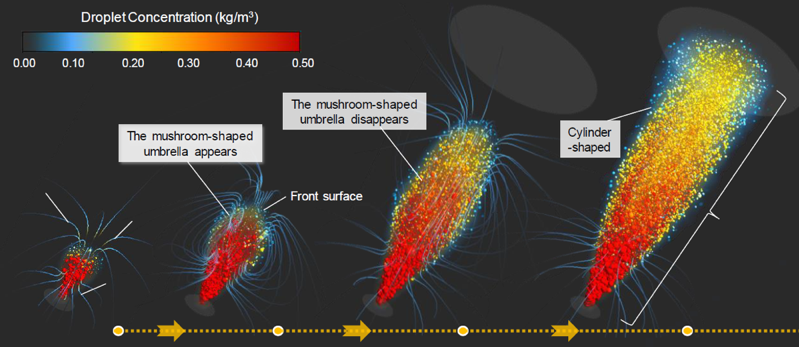 Droplet Concentration (kg/m³)
0.00 0.10 0.20 0.30 0.40 0.50
The mushroom-shaped
umbrella appears
Front surface
The mushroom-shaped
umbrella disappears
Cylinder
-shaped